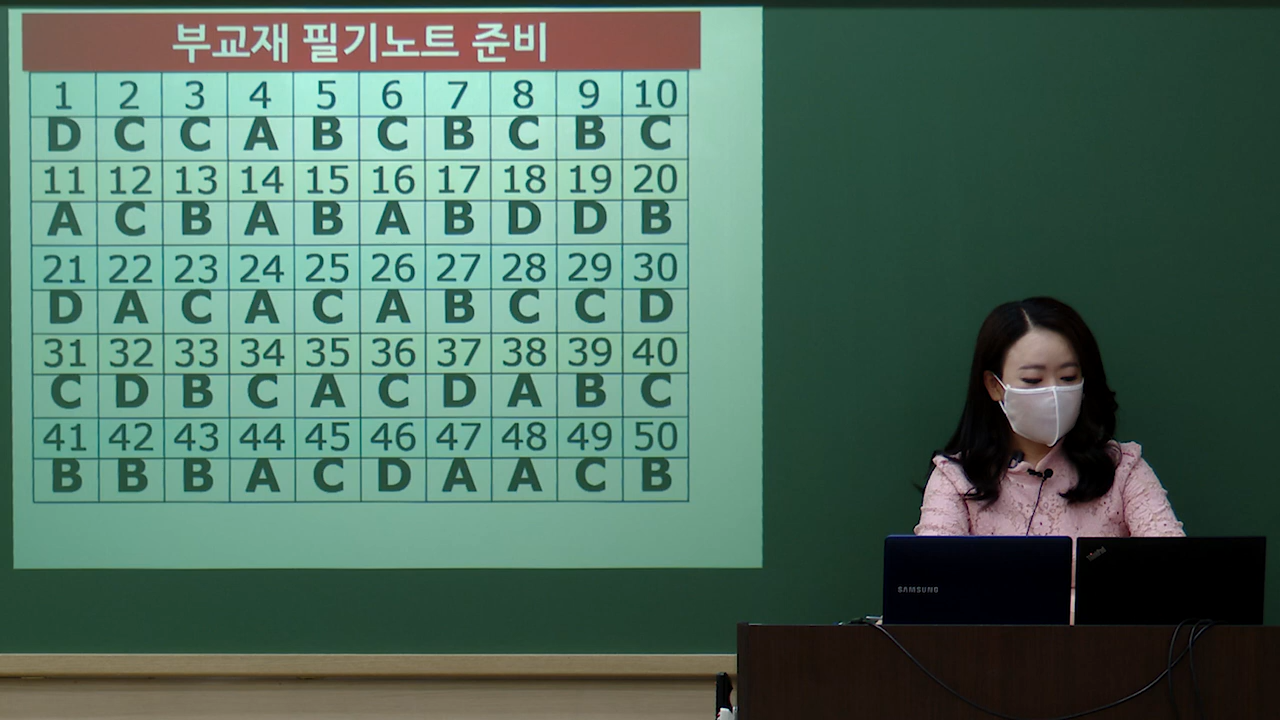 부교재 필기노트 준비
1 2 3 4 5 6 7 8 9 10
D C C A B C B C B C
11 12 13 14 15 16 17 18 19 20
A C B A B A B D D B
21 22 23 24 25 26 27 28 29 30
D A C A C A B C C D
31 32 33 34 35 36 37 38 39 40
C D B C A C D A B C
41 42 43 44 45 46 47 48 49 50
B B B A C D A A C B
SAMSUNG
ThinkPad